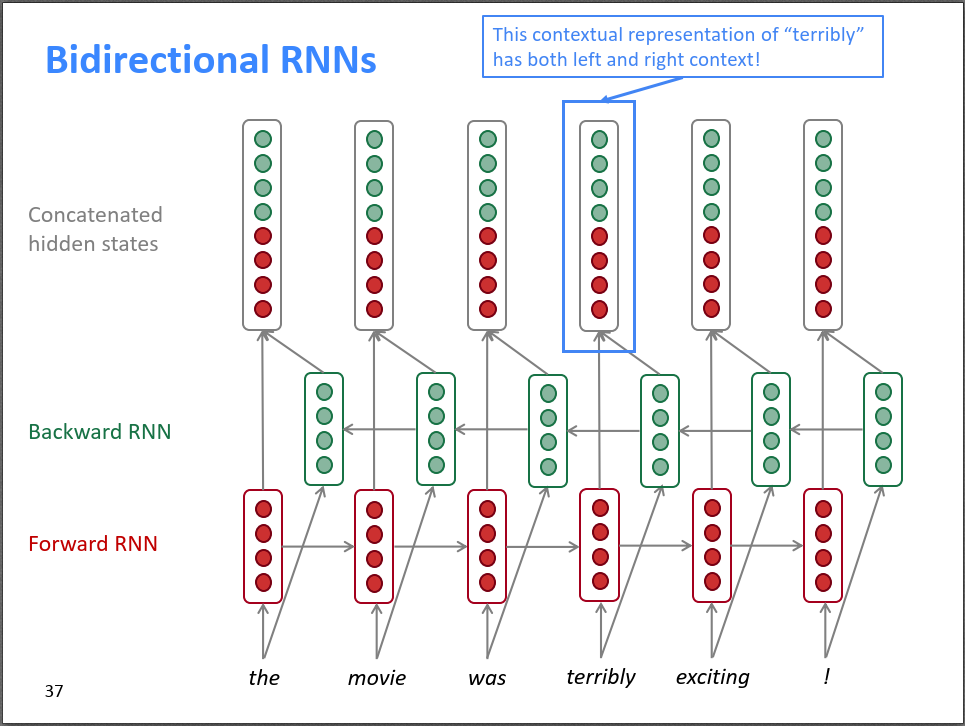 Bidirectional RNNs
This contextual representation of “terribly”
has both left and right context!
Concatenated
hidden states
Backward RNN
Forward RNN
the movie was terribly exciting !
37